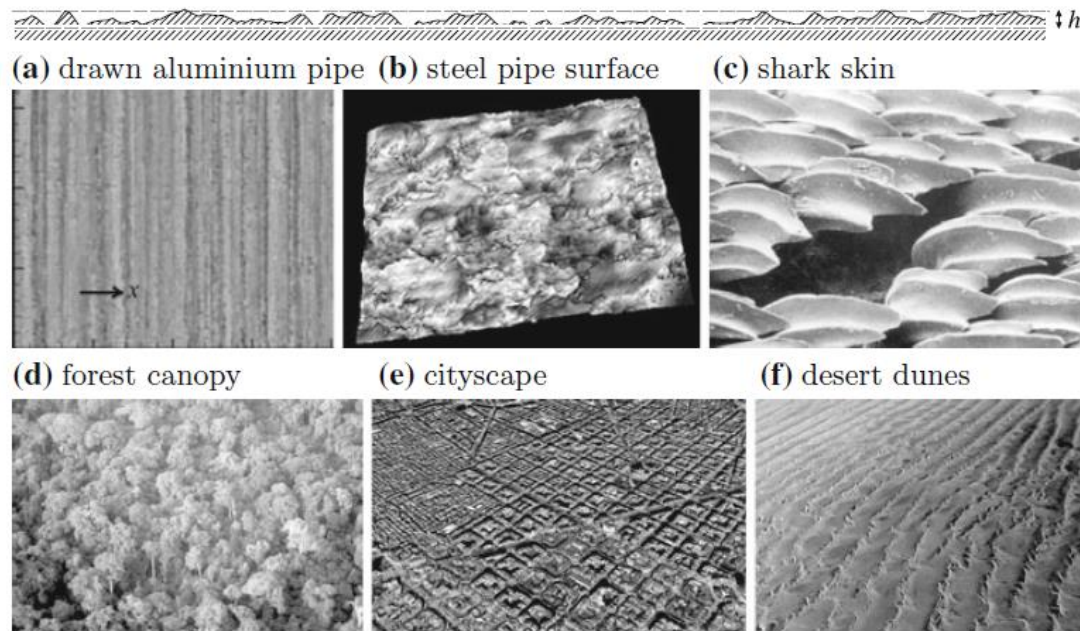 h
(a) drawn aluminium pipe (b) steel pipe surface (c) shark skin
x
(d) forest canopy (e) cityscape (f) desert dunes